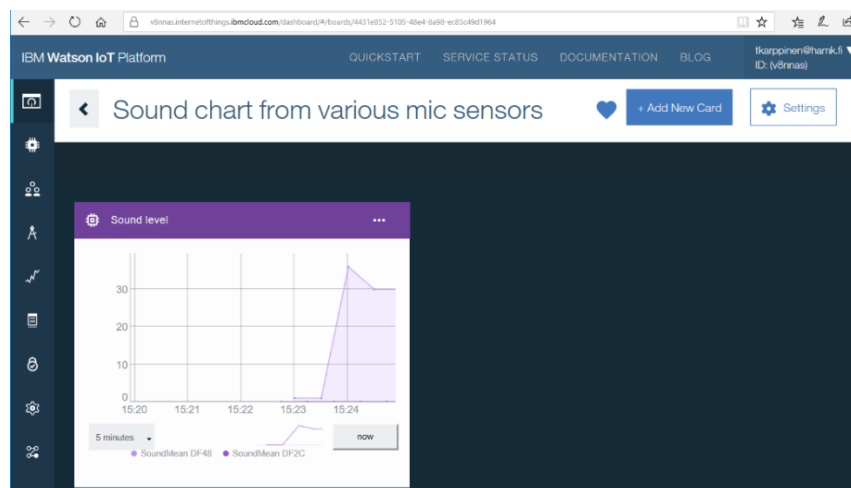 v8nnas.internetofthings.ibmcloud.com/dashboard/#/boards/4431e852-5105-48e4-8a98-ec85c49d1964
IBM Watson IoT Platform
QUICKSTART
SERVICE STATUS
DOCUMENTATION
BLOG
tkarppinen@hamk.fi
ID: (v8nnas)
Sound chart from various mic sensors
+ Add New Card
Settings
Sound level
30
20
10
0
15:20 15:21 15:22 15:23 15:24
5 minutes
now
SoundMean DF48 SoundMean DF2C